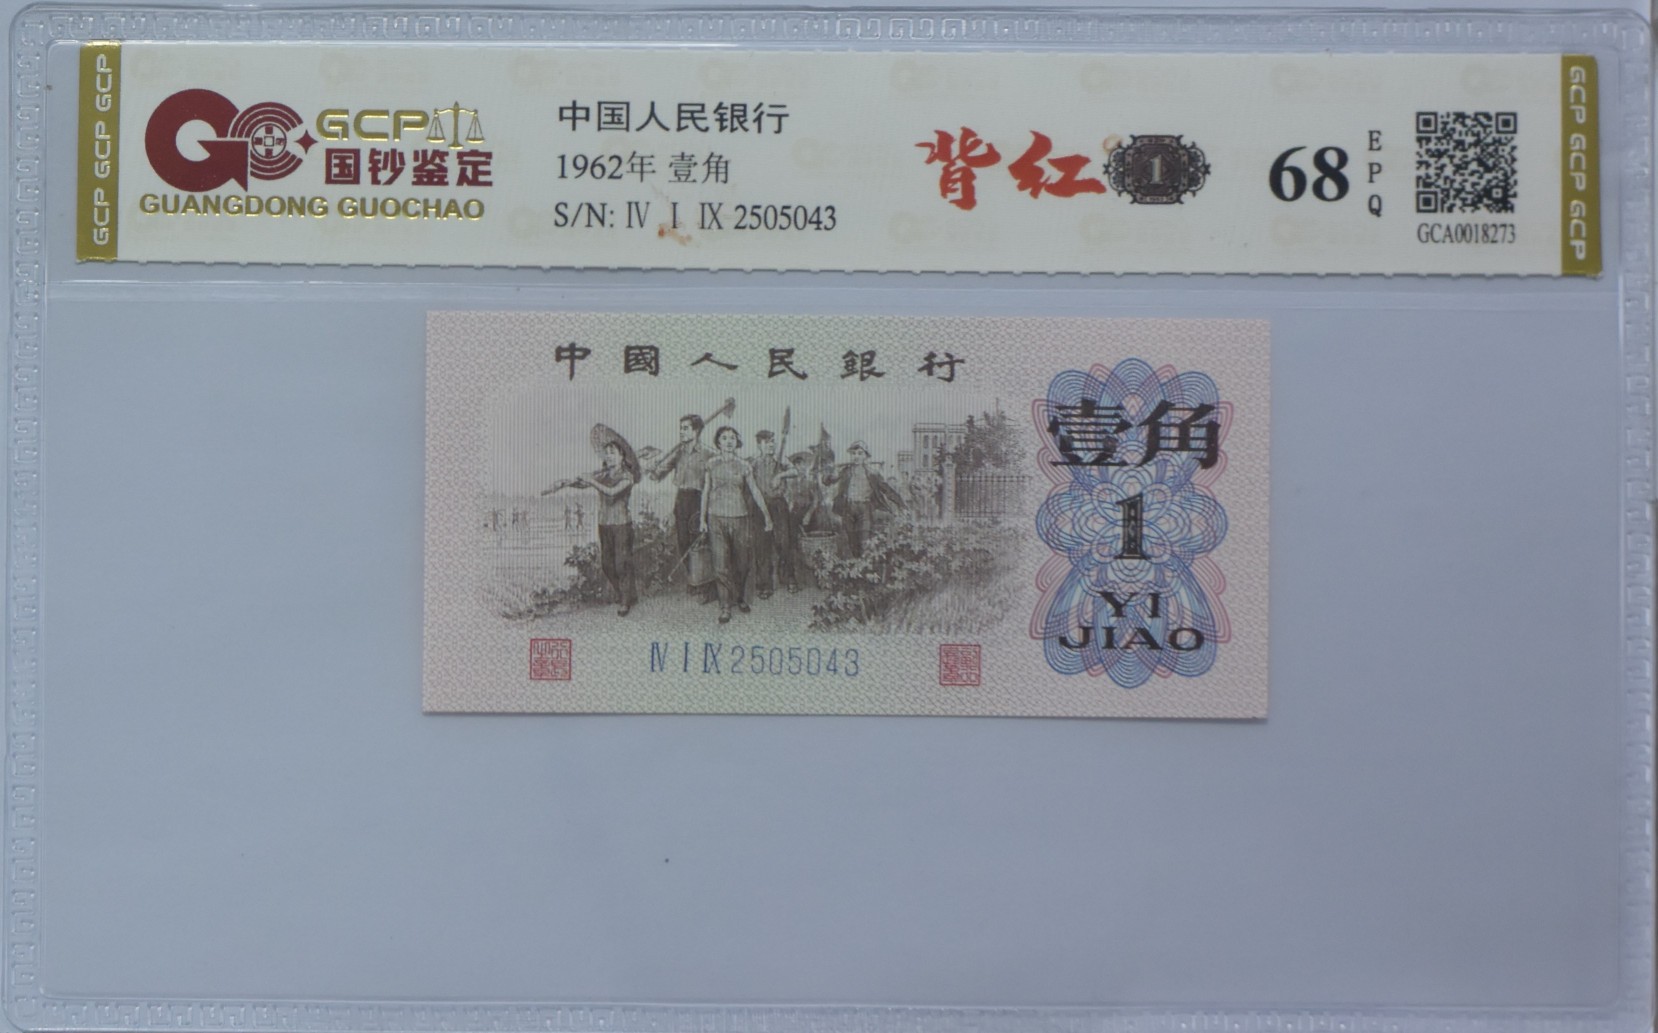 GCP GCP GCP
GCP
国钞鉴定
GUANGDONG GUOCHAO
中国人民银行
1962年 壹角
S/N: Ⅳ Ⅰ Ⅸ 2505043
背红
1
68
EPQ
GCA0018273
GCP GCP GCP
中國人民銀行
壹角
1
YI
JIAO
Ⅳ Ⅰ Ⅸ 2505043